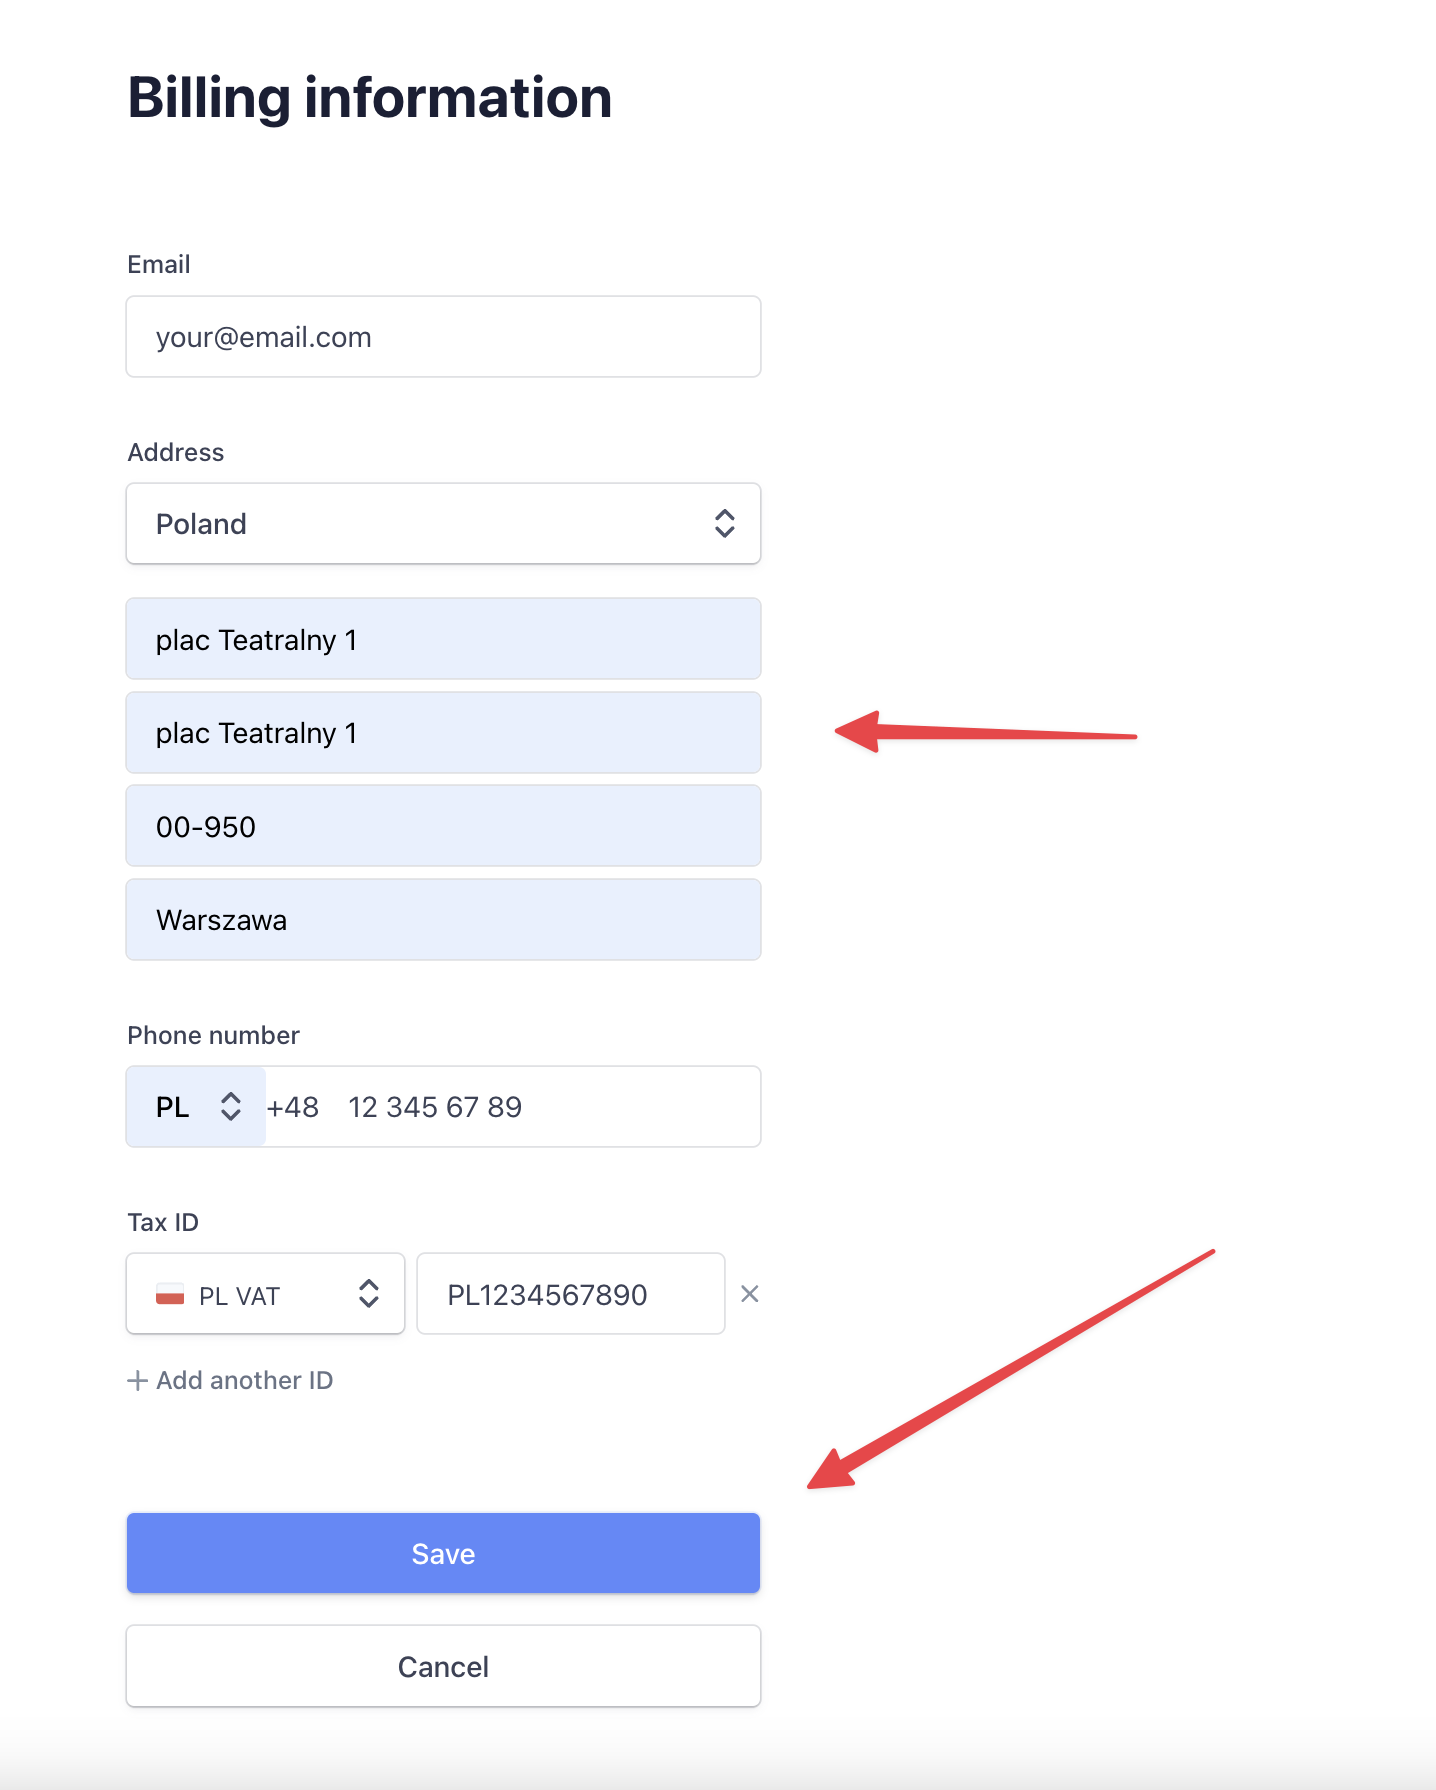 Billing information
Email
your@email.com
Address
Poland
plac Teatralny 1
plac Teatralny 1
00-950
Warszawa
Phone number
PL +48 12 345 67 89
Tax ID
PL VAT PL1234567890
Add another ID
Save
Cancel